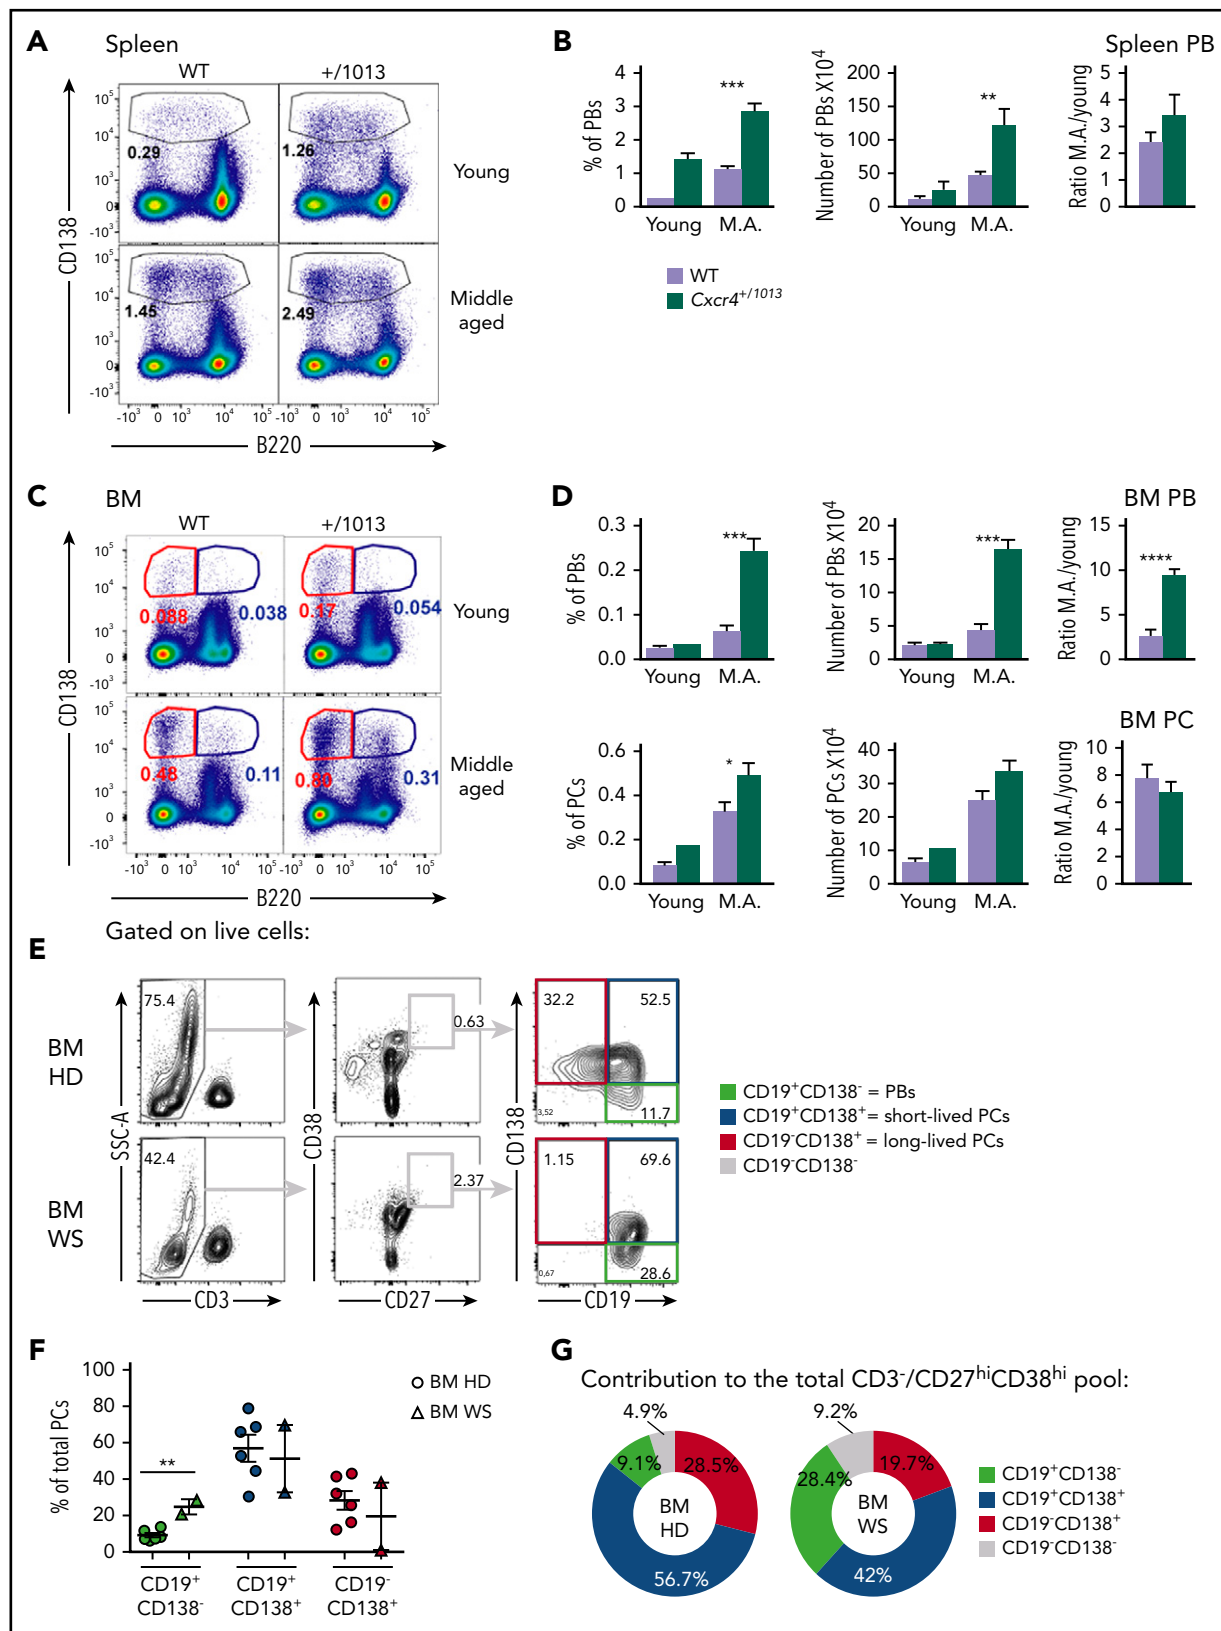 A Spleen
WT +/1013
CD138
10^5
10^4
10^3
0
-10^3
0.29
1.26
Young
10^5
10^4
10^3
0
-10^3
1.45
2.49
Middle
aged
-10^3 0 10^3 10^4 10^5 -10^3 0 10^3 10^4 10^5
B220
B Spleen PB
% of PBs
4
3
2
1
0
***
Young M.A.
Number of PBs X10^4
200
150
100
50
0
**
Young M.A.
Ratio M.A./young
5
4
3
2
1
0
WT
Cxcr4^+/1013
C BM
WT +/1013
CD138
10^5
10^4
10^3
0
-10^3
0.088 0.038 0.17 0.054
Young
10^5
10^4
10^3
0
-10^3
0.48 0.11 0.80 0.31
Middle
aged
-10^3 0 10^3 10^4 10^5 -10^3 0 10^3 10^4 10^5
B220
D BM PB
% of PBs
0.3
0.2
0.1
0.0
***
Young M.A.
Number of PBs X10^4
20
15
10
5
0
***
Young M.A.
Ratio M.A./young
15
10
5
0
****
BM PC
% of PCs
0.6
0.4
0.2
0.0
*
Young M.A.
Number of PCs X10^4
40
30
20
10
0
Young M.A.
Ratio M.A./young
10
8
6
4
2
0
Gated on live cells:
E
BM
HD
BM
WS
SSC-A
75.4
42.4
CD3
CD38
0.63
2.37
CD27
CD138
32.2 52.5
3,52 11.7
1.15 69.6
0,67 28.6
CD19
CD19+CD138- = PBs
CD19+CD138+= short-lived PCs
CD19-CD138+ = long-lived PCs
CD19-CD138-
F
% of total PCs
100
80
60
40
20
0
**
BM HD
BM WS
CD19+
CD138-
CD19+
CD138+
CD19-
CD138+
G
Contribution to the total CD3-/CD27hiCD38hi pool:
4.9%
9.1%
28.5%
BM
HD
56.7%
9.2%
28.4%
19.7%
BM
WS
42%
CD19+CD138-
CD19+CD138+
CD19-CD138+
CD19-CD138-